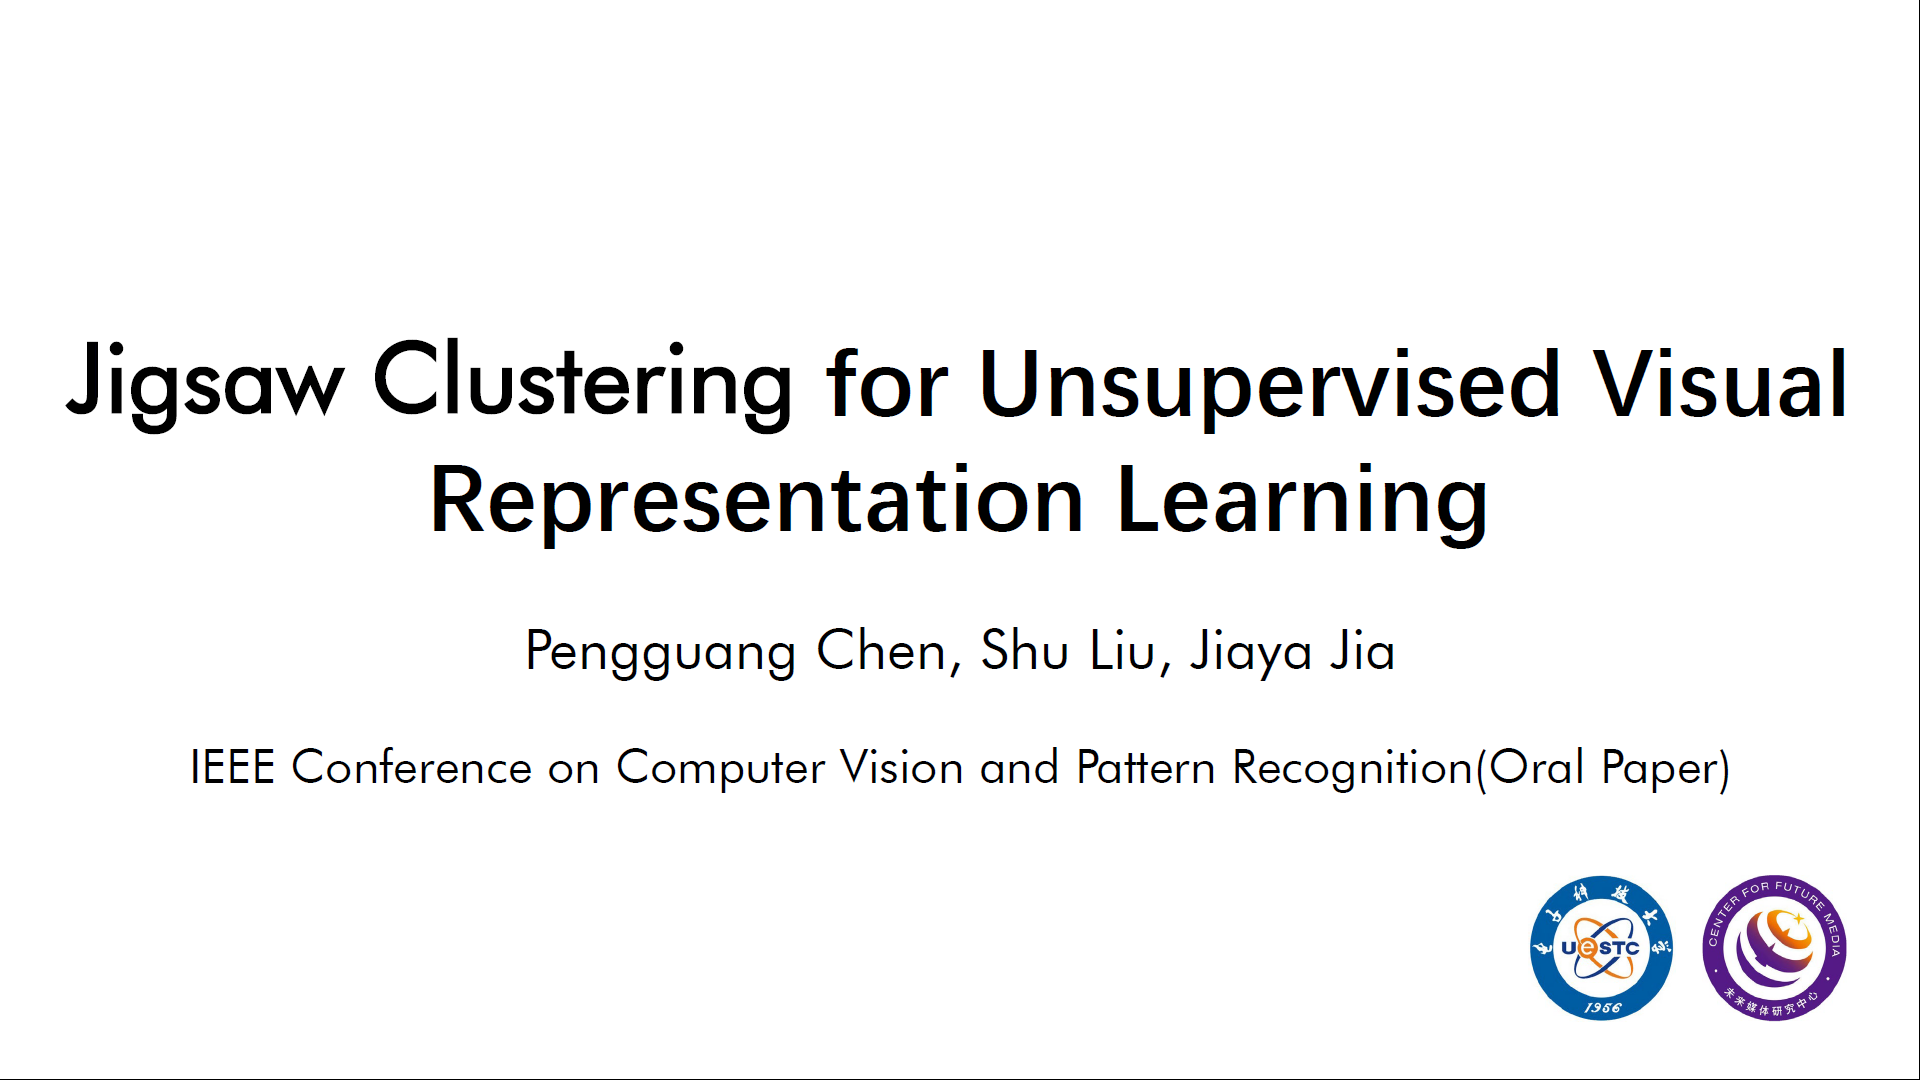 Jigsaw Clustering for Unsupervised Visual
Representation Learning
Pengguang Chen, Shu Liu, Jiaya Jia
IEEE Conference on Computer Vision and Pattern Recognition(Oral Paper)
电子科技大学
UeSTC
1956
CENTER FOR FUTURE MEDIA
未来媒体研究中心